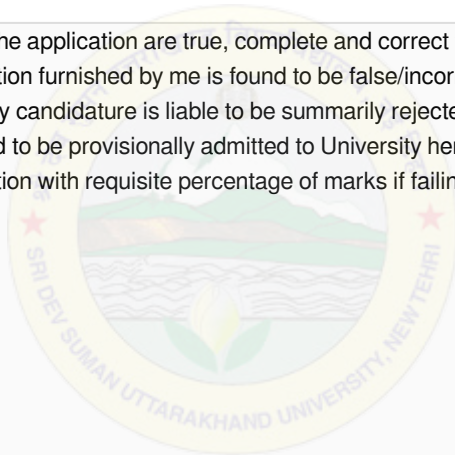 he application are true, complete and correct
tion furnished by me is found to be false/incor
y candidature is liable to be summarily rejecte
d to be provisionally admitted to University her
tion with requisite percentage of marks if failin
SRI DEV SUMAN UTTARAKHAND UNIVERSITY, NEW TEHRI